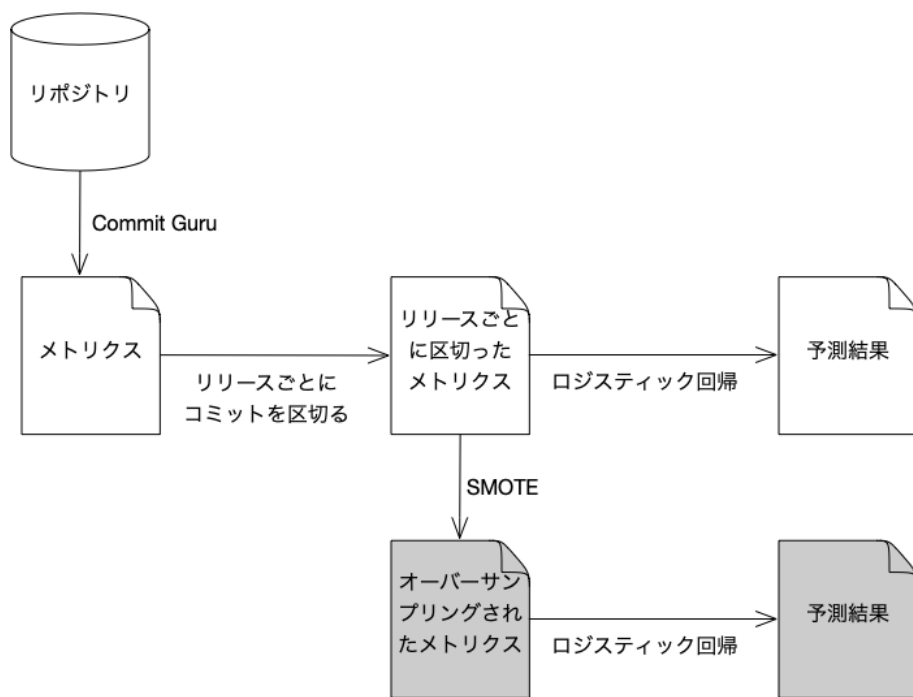 リポジトリ
Commit Guru
メトリクス
リリースごとに
コミットを区切る
リリースごと
に区切った
メトリクス
ロジスティック回帰
予測結果
SMOTE
オーバーサン
プリングされ
たメトリクス
ロジスティック回帰
予測結果